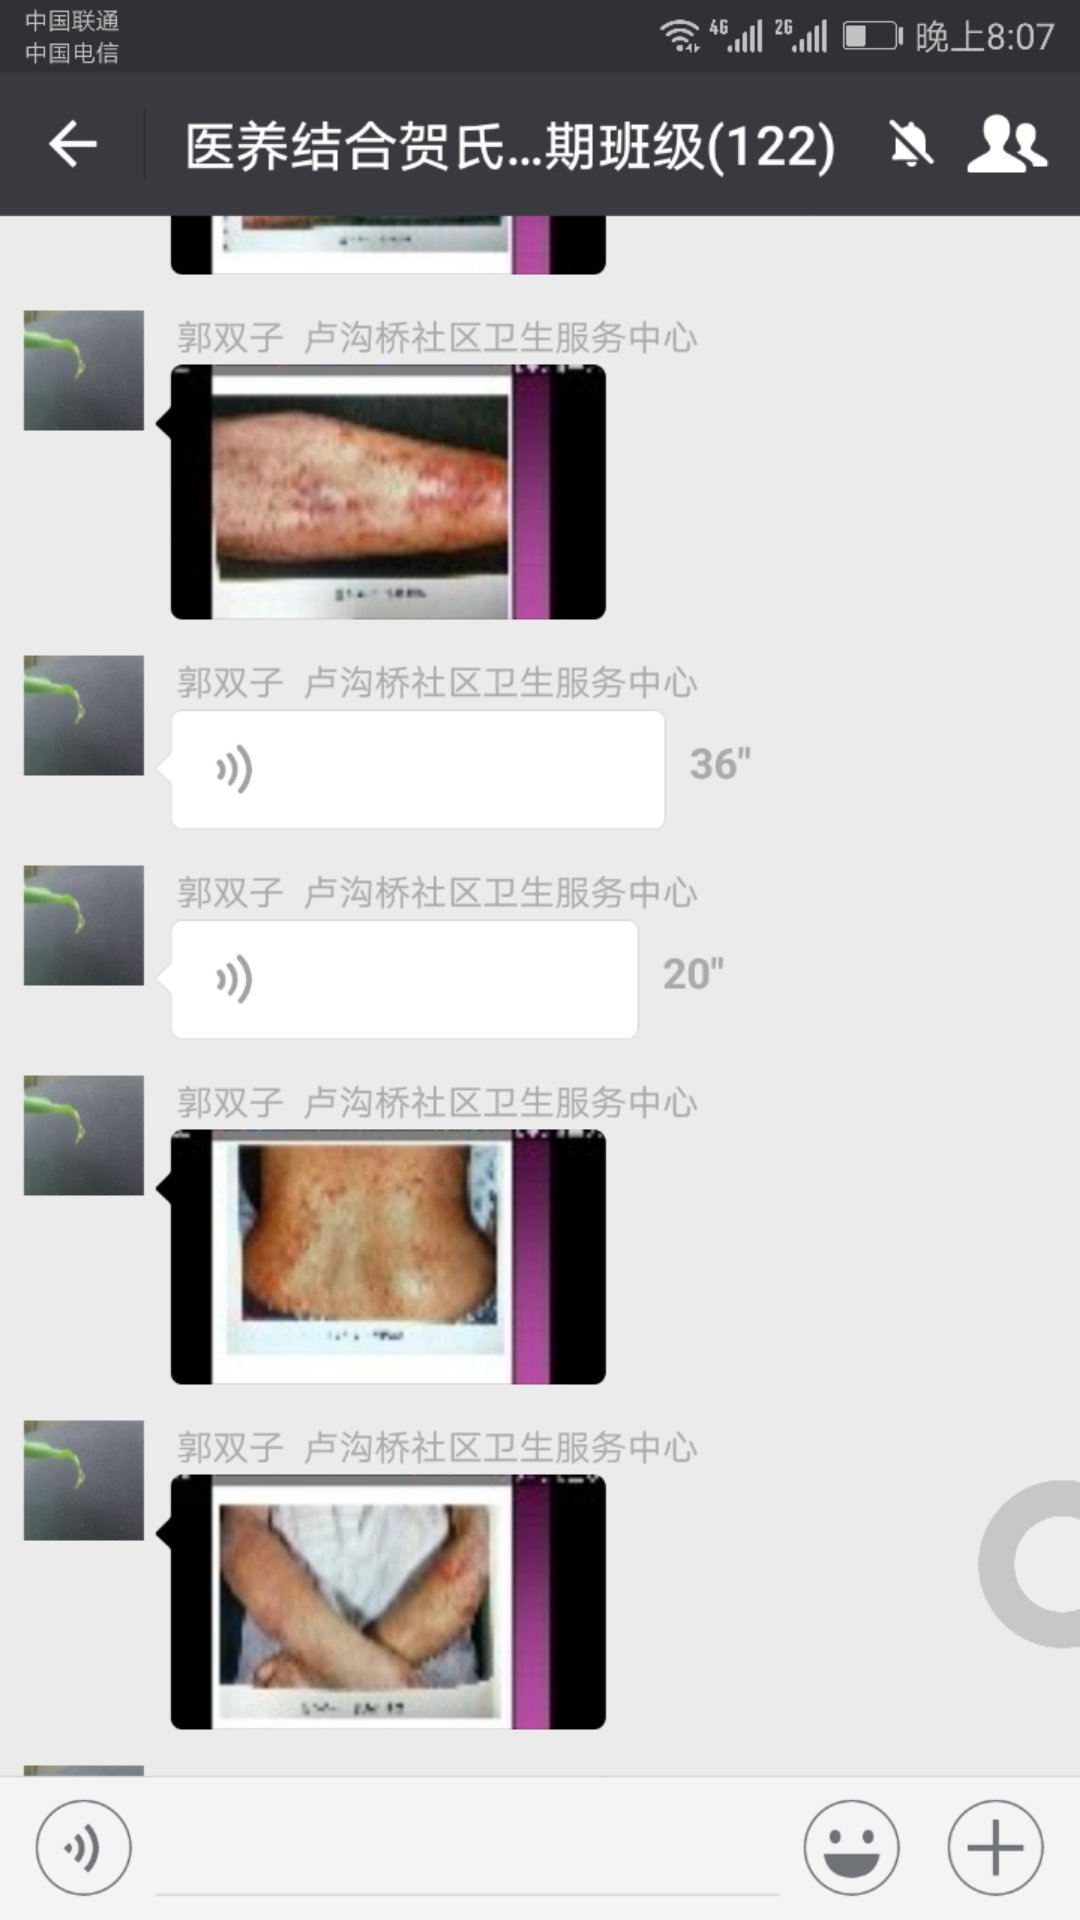 中国联通
中国电信
4G
2G
晚上8:07
医养结合贺氏...期班级(122)
郭双子 卢沟桥社区卫生服务中心
郭双子 卢沟桥社区卫生服务中心
36"
郭双子 卢沟桥社区卫生服务中心
20"
郭双子 卢沟桥社区卫生服务中心
郭双子 卢沟桥社区卫生服务中心